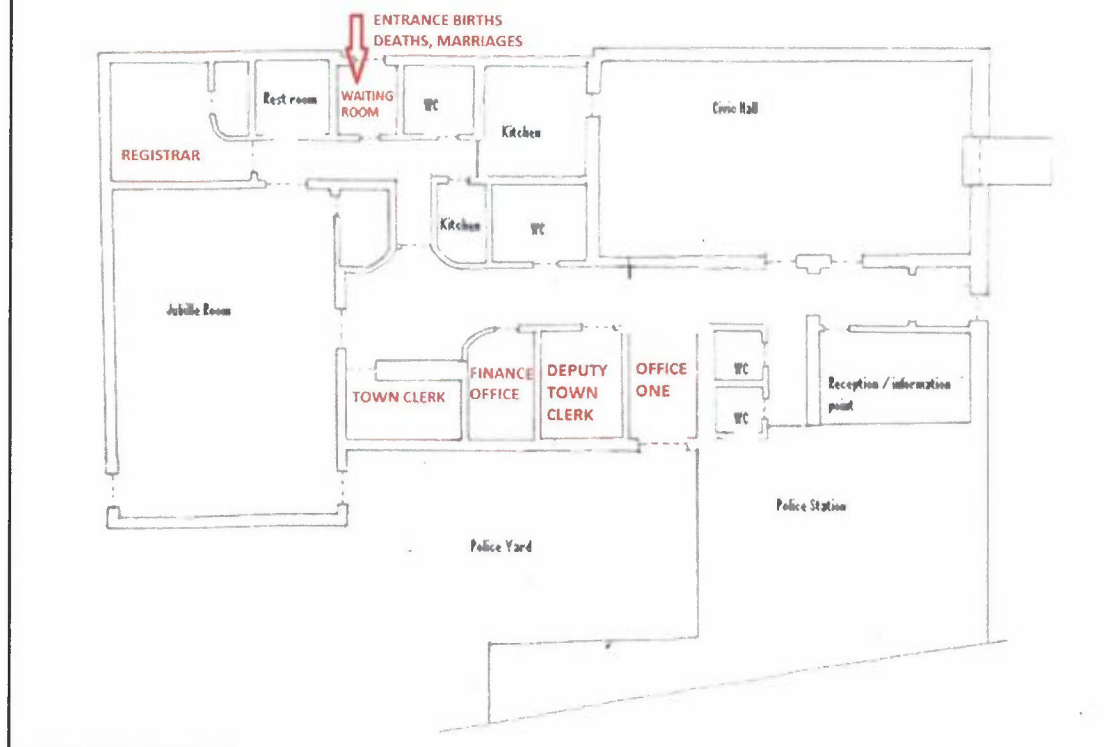 ENTRANCE BIRTHS
DEATHS, MARRIAGES
Rest room
WAITING
ROOM
WC
Kitchen
Civic Hall
REGISTRAR
Kitchen
WC
Jubille Room
TOWN CLERK
FINANCE
OFFICE
DEPUTY
TOWN
CLERK
OFFICE
ONE
WC
WC
Reception / information
point
Police Station
Police Yard